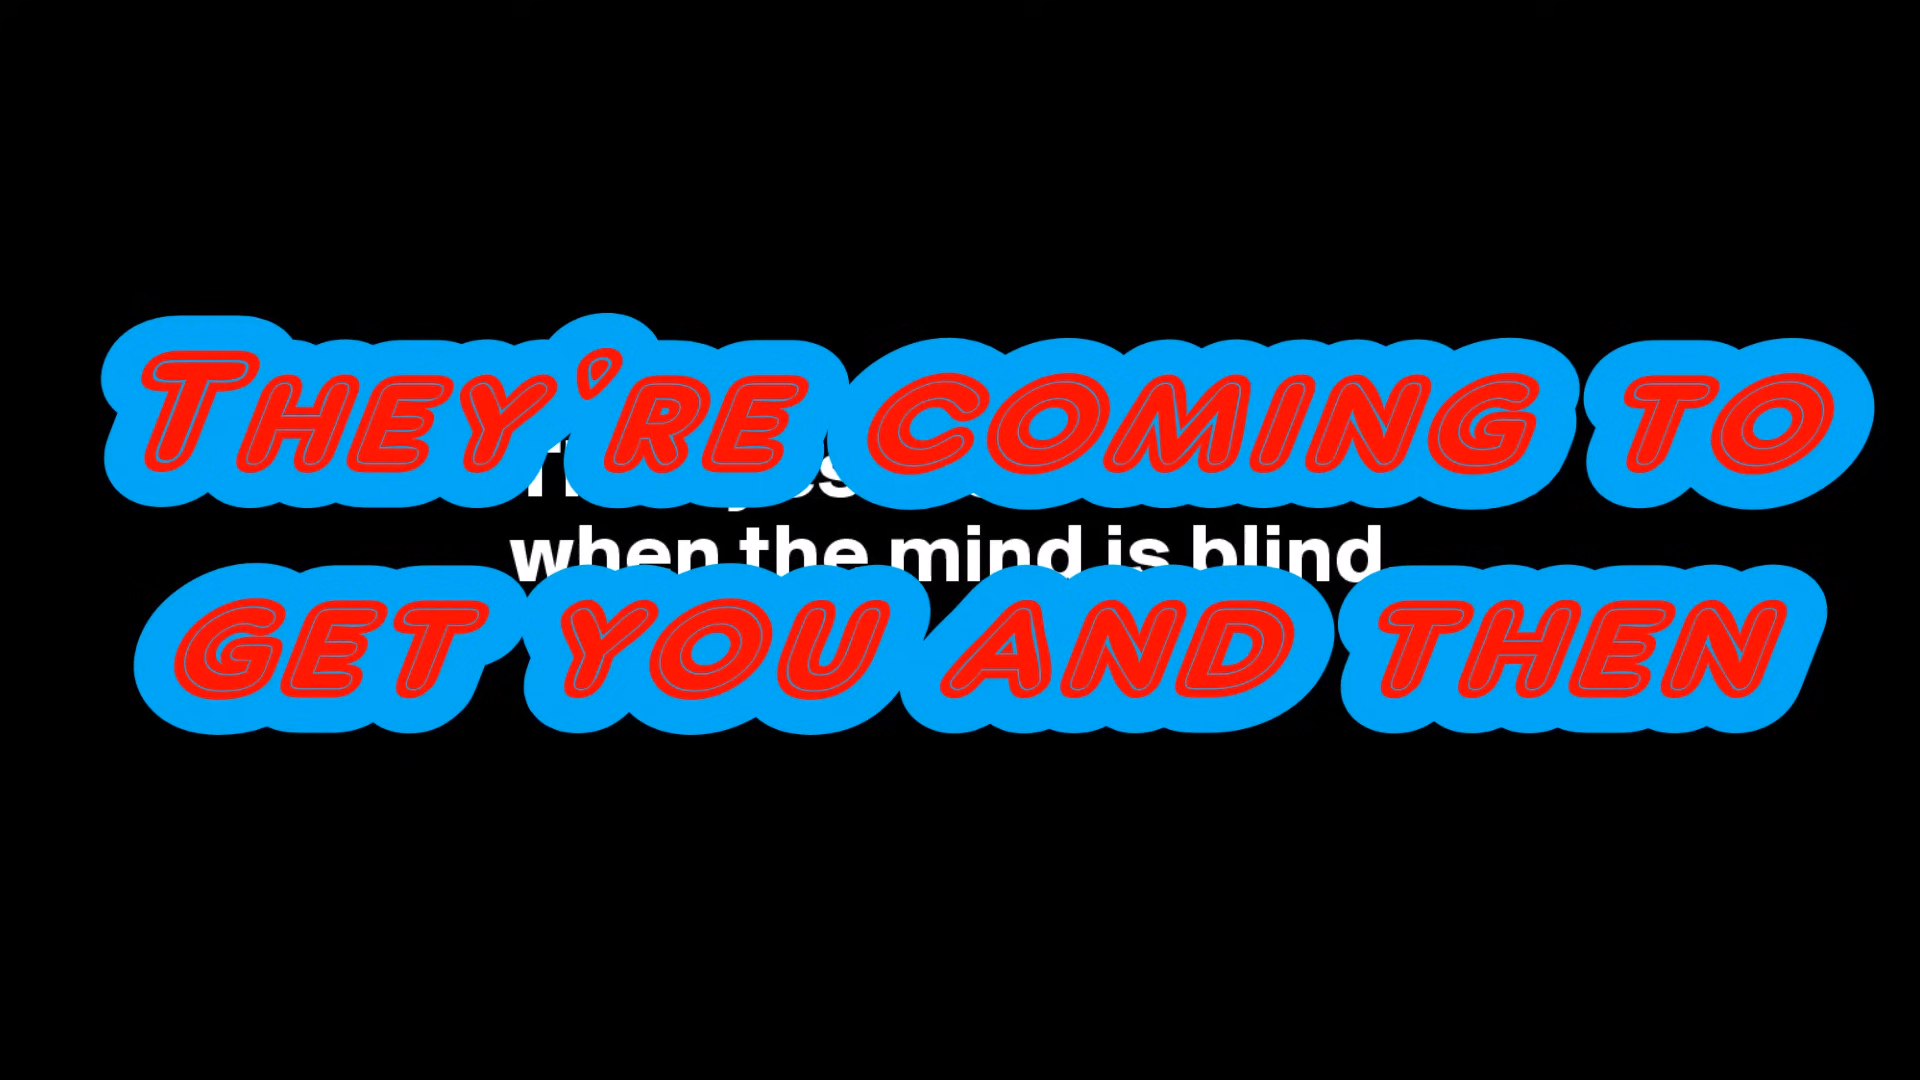 They're coming to
when the mind is blind
get you and then